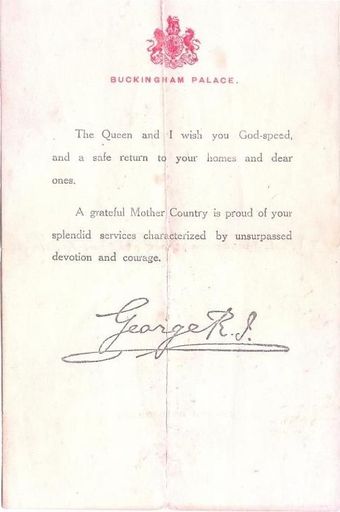 BUCKINGHAM PALACE.
The Queen and I wish you God-speed,
and a safe return to your homes and dear
ones.
A grateful Mother Country is proud of your
splendid services characterized by unsurpassed
devotion and courage.
George R.I.